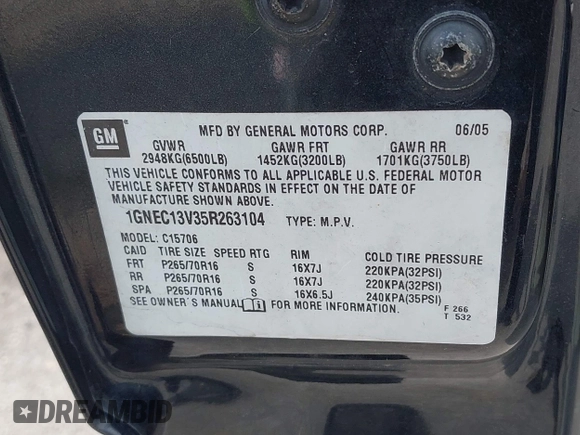 GM
MFD BY GENERAL MOTORS CORP. 06/05
GVWR GAWR FRT GAWR RR
2948KG(6500LB) 1452KG(3200LB) 1701KG(3750LB)
THIS VEHICLE CONFORMS TO ALL APPLICABLE U.S. FEDERAL MOTOR
VEHICLE SAFETY STANDARDS IN EFFECT ON THE DATE OF
MANUFACTURE SHOWN ABOVE.
1GNEC13V35R263104 TYPE: M.P.V.
MODEL: C15706
CAID TIRE SIZE SPEED RTG RIM COLD TIRE PRESSURE
FRT P265/70R16 S 16X7J 220KPA(32PSI)
RR P265/70R16 S 16X7J 220KPA(32PSI)
SPA P265/70R16 S 16X6.5J 240KPA(35PSI)
SEE OWNER'S MANUAL FOR MORE INFORMATION.
F 266
T 532
DREAMBID